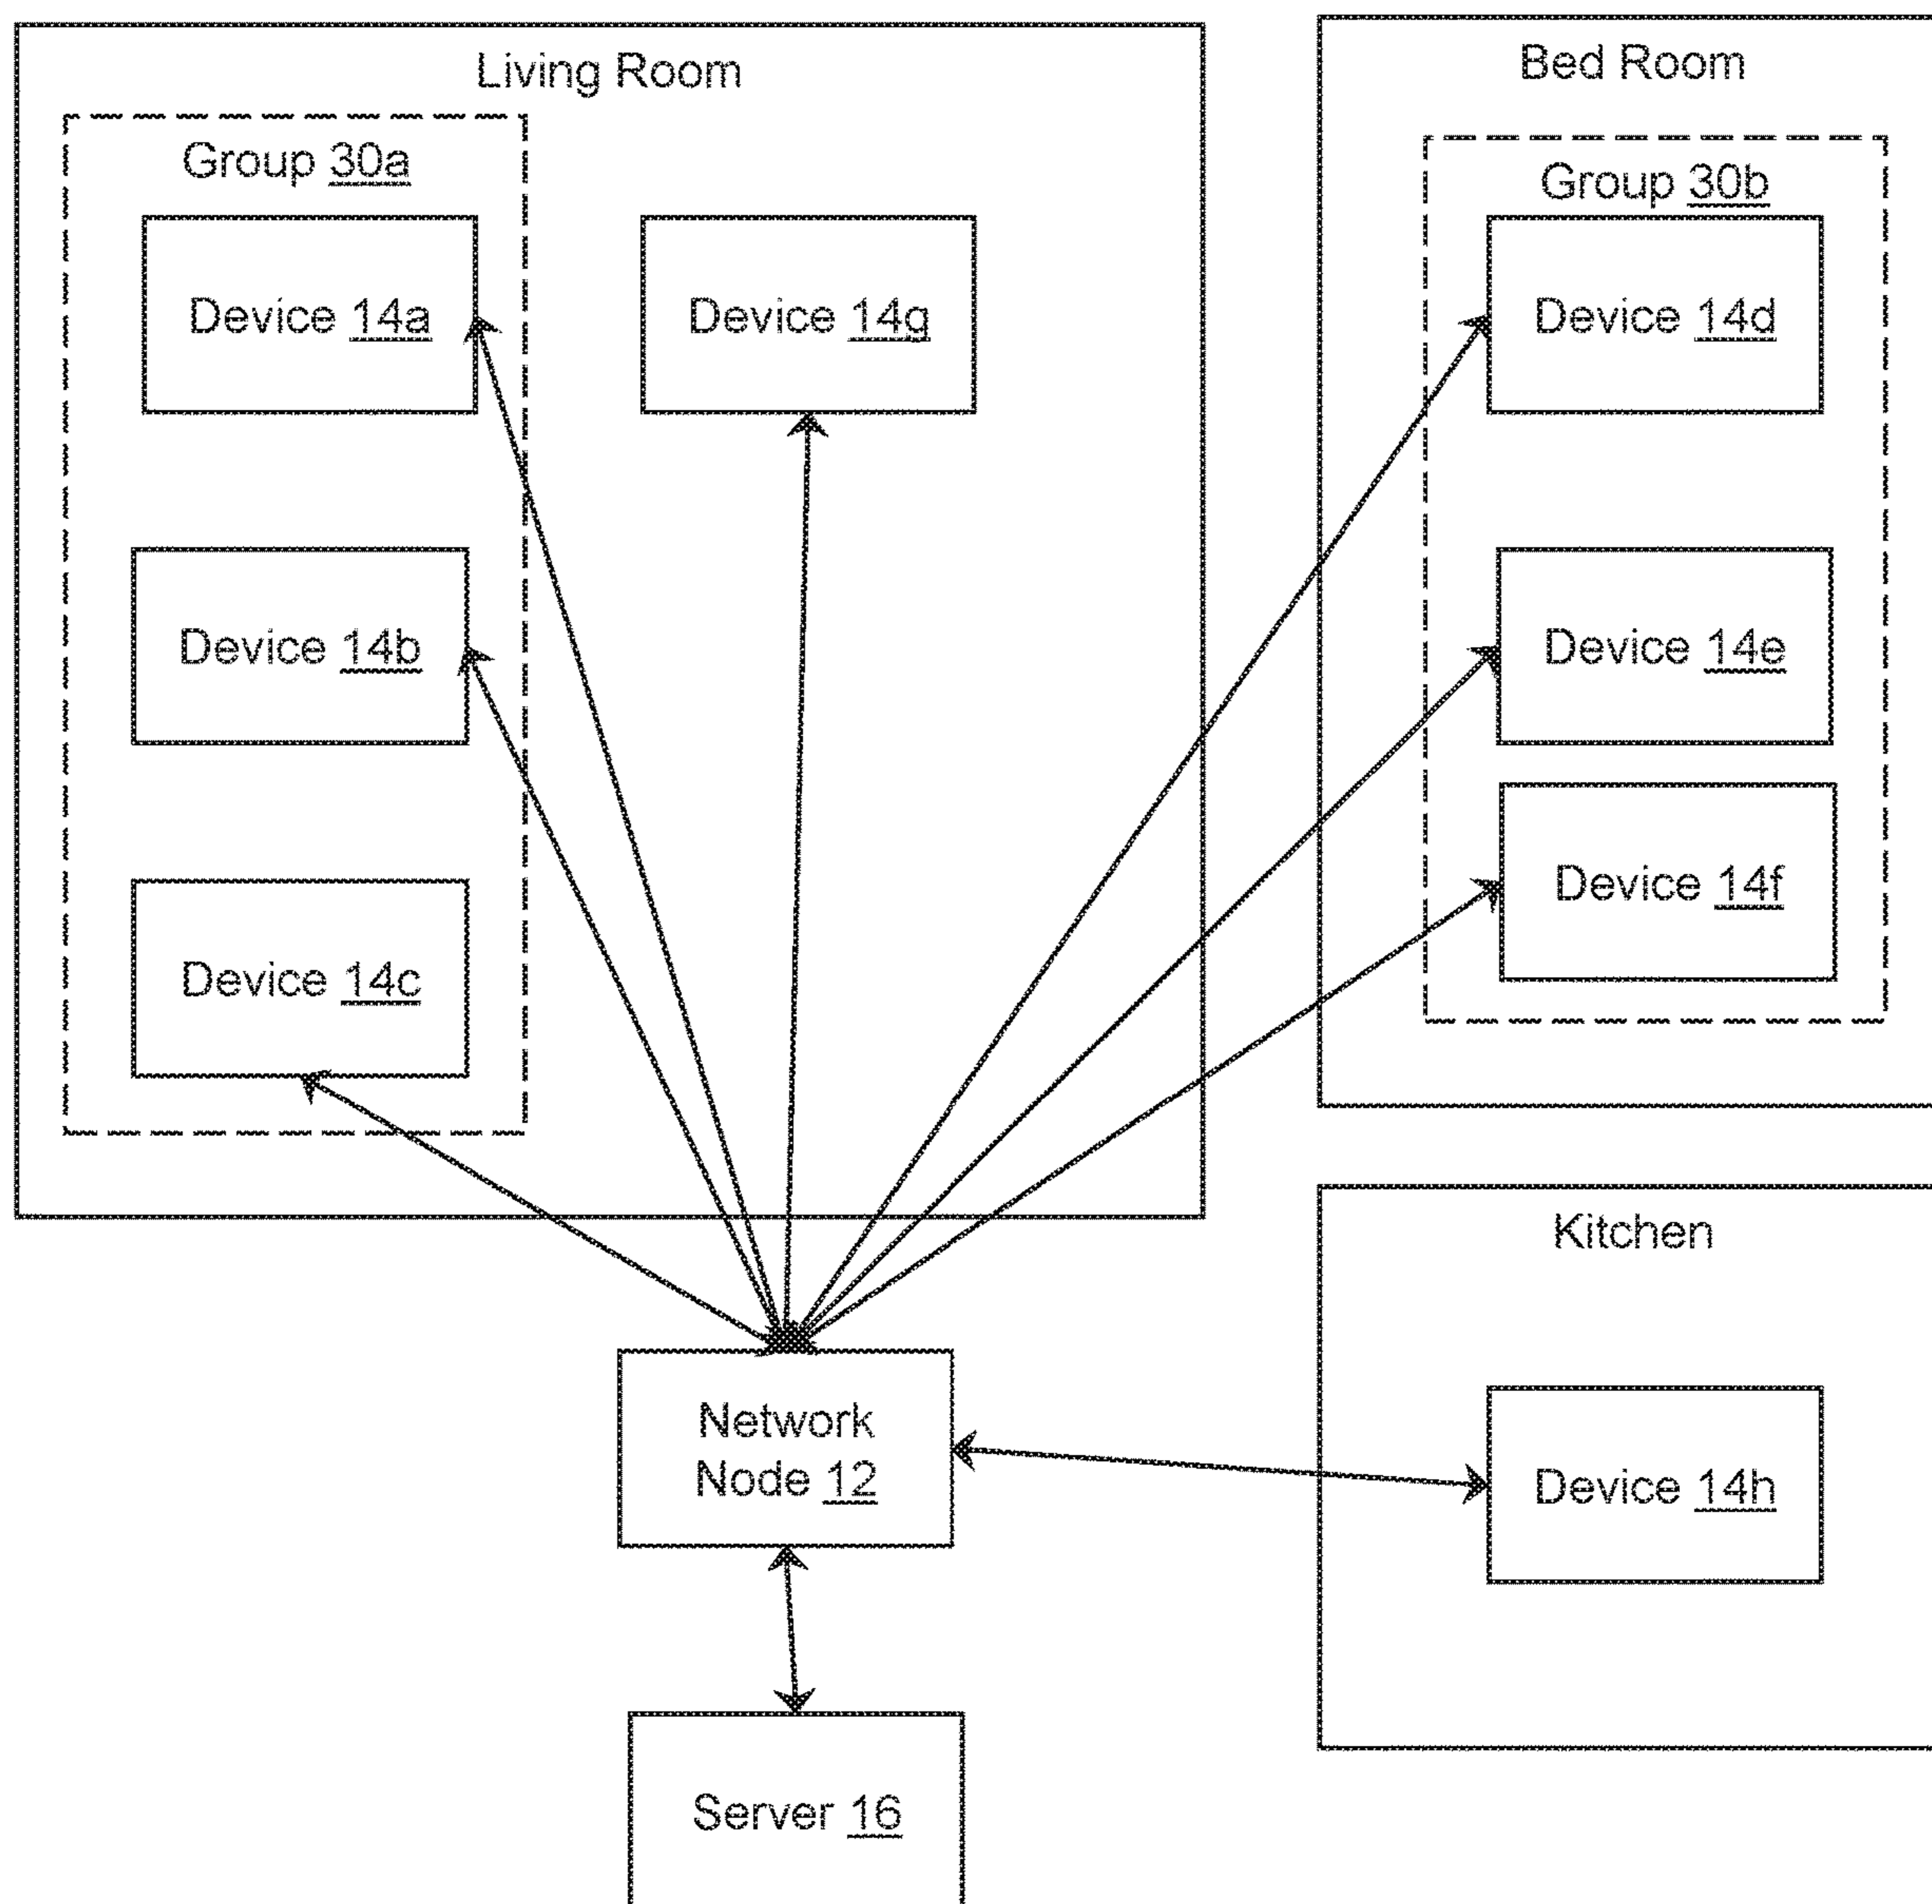 Living Room
Group 30a
Device 14a
Device 14g
Device 14b
Device 14c
Bed Room
Group 30b
Device 14d
Device 14e
Device 14f
Network
Node 12
Kitchen
Device 14h
Server 16